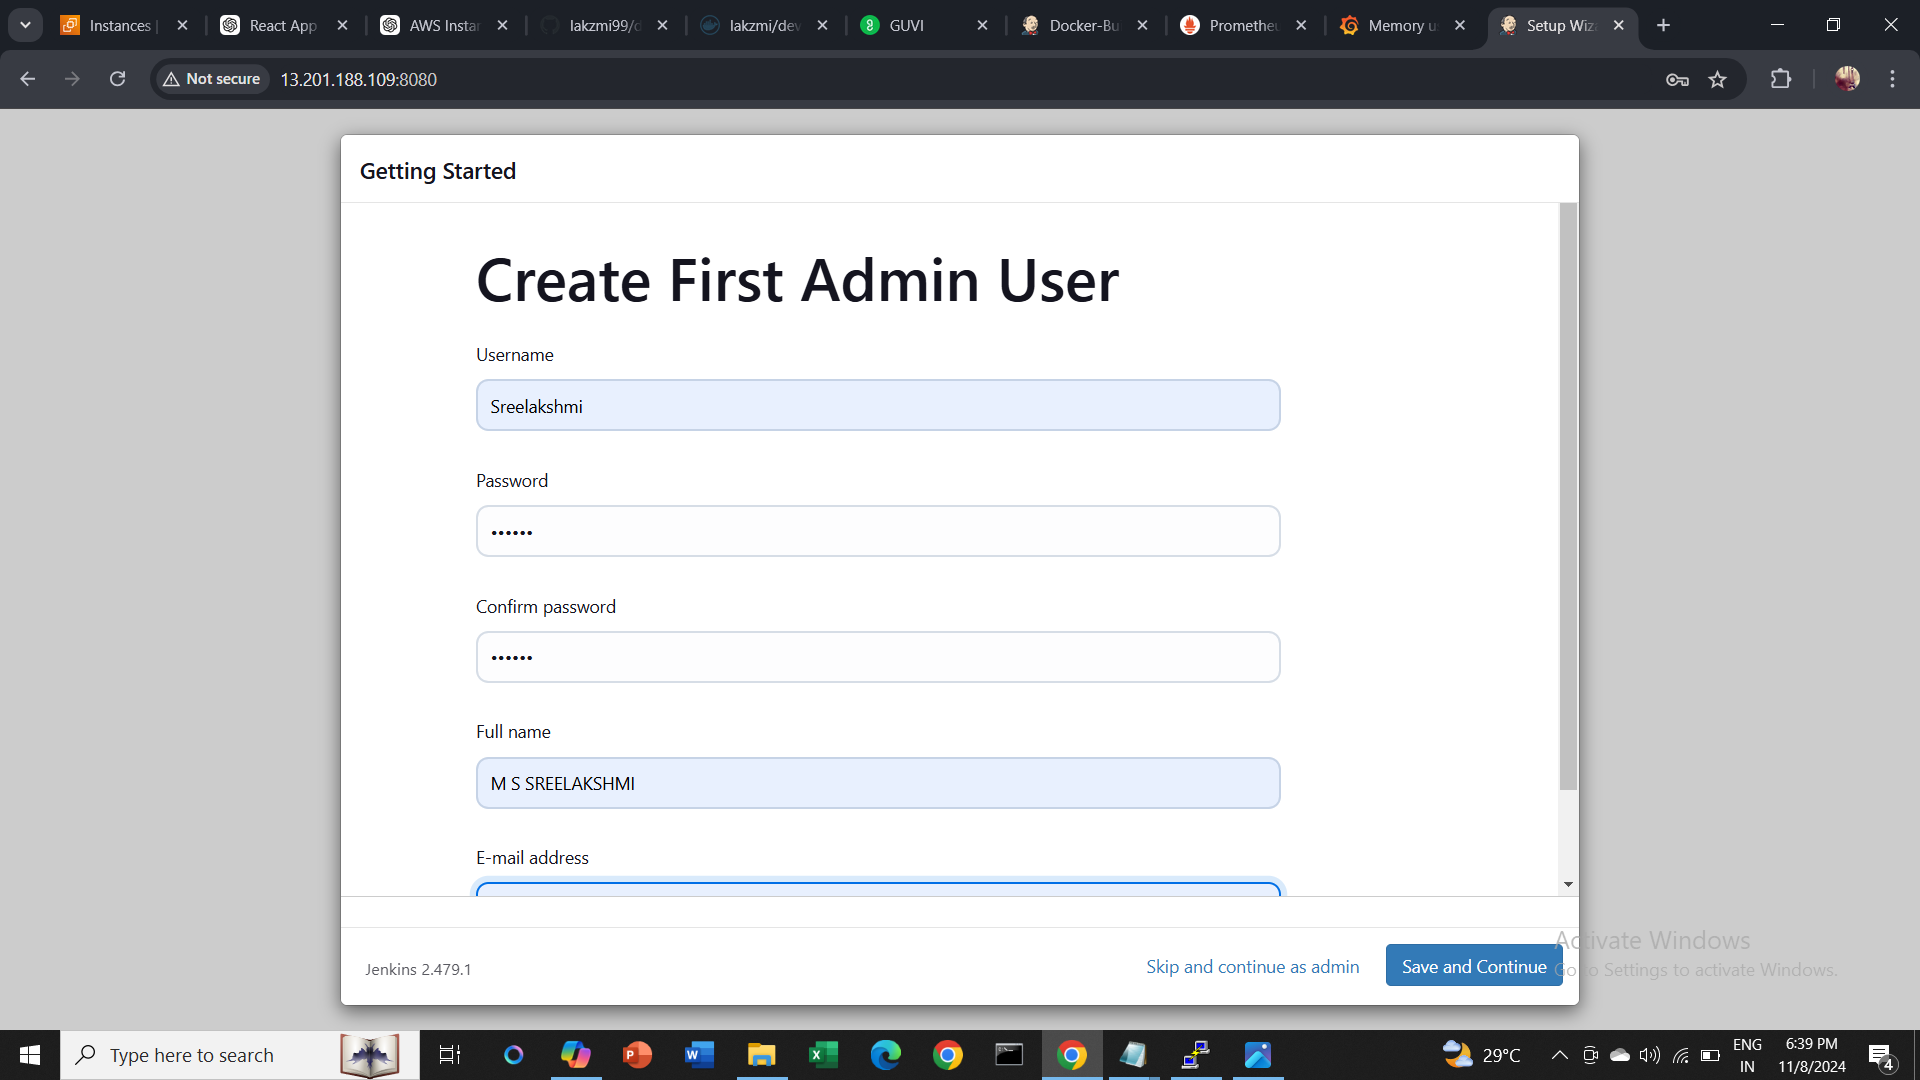 Instances |
React App
AWS Instan
lakzmi99/d
lakzmi/dev
GUVI
Docker-Bu
Prometheu
Memory u
Setup Wiz
Not secure
13.201.188.109:8080
Getting Started
Create First Admin User
Username
Sreelakshmi
Password
••••••
Confirm password
••••••
Full name
M S SREELAKSHMI
E-mail address
Jenkins 2.479.1
Skip and continue as admin
Save and Continue
Activate Windows
Go to Settings to activate Windows.
Type here to search
29°C
ENG
IN
6:39 PM
11/8/2024
4